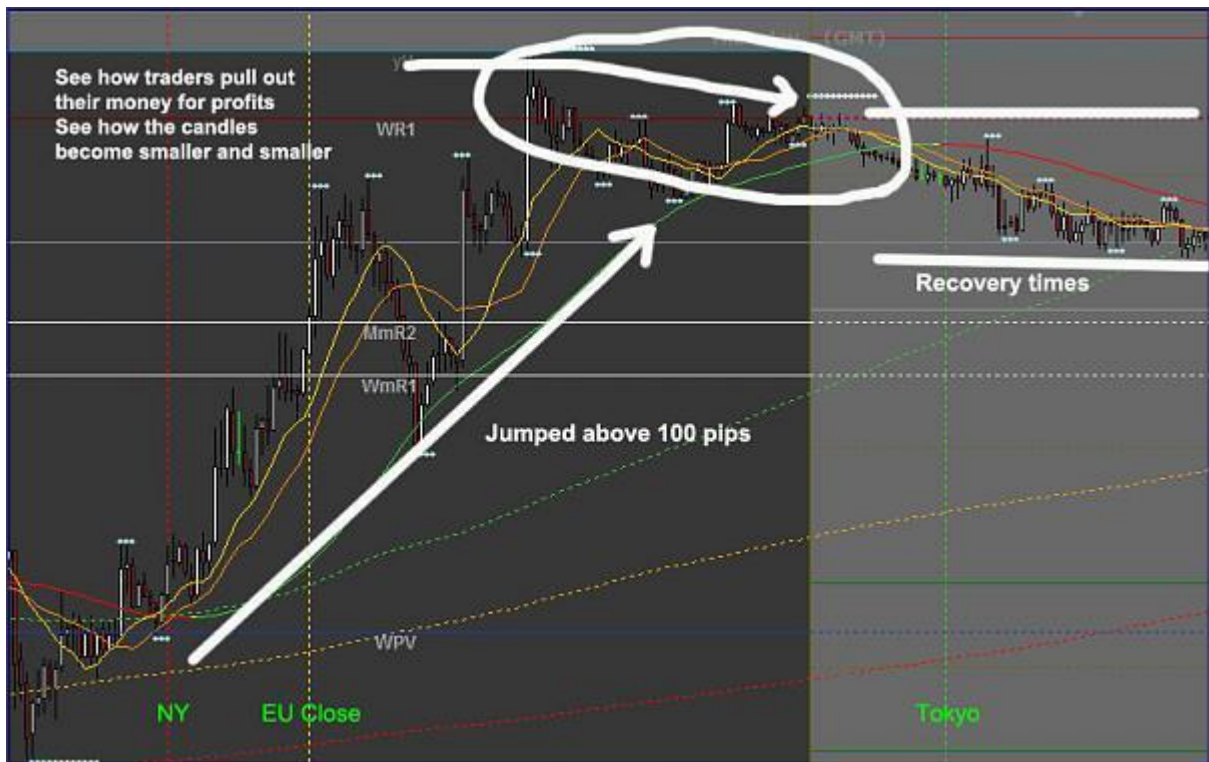 See how traders pull out
their money for profits
See how the candles
become smaller and smaller
(GMT)
WR1
Recovery times
MmR2
WmR1
Jumped above 100 pips
WPV
NY
EU Close
Tokyo